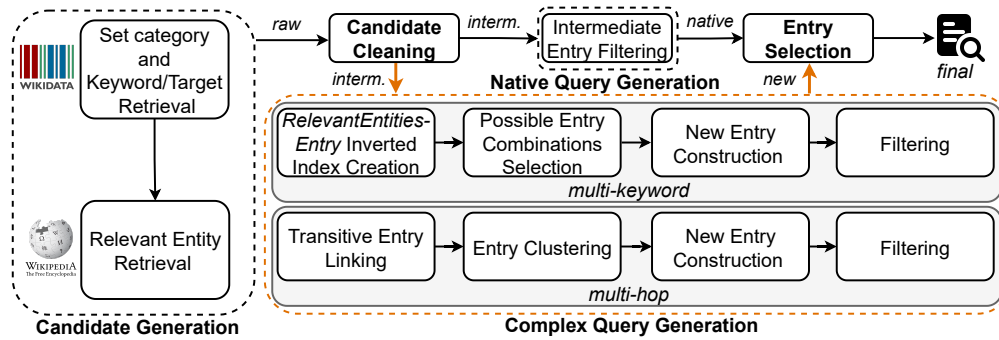 WIKIDATA
Set category
and
Keyword/Target
Retrieval
WIKIPEDIA
The Free Encyclopedia
Relevant Entity
Retrieval
Candidate Generation
raw
Candidate
Cleaning
interm.
Intermediate
Entry Filtering
native
Entry
Selection
final
interm.
Native Query Generation
new
RelevantEntities-
Entry Inverted
Index Creation
Possible Entry
Combinations
Selection
New Entry
Construction
Filtering
multi-keyword
Transitive Entry
Linking
Entry Clustering
New Entry
Construction
Filtering
multi-hop
Complex Query Generation